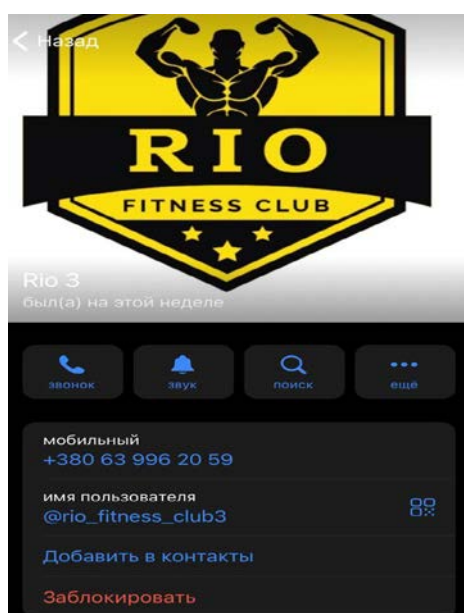 Назад
RIO
FITNESS CLUB
Rio 3
был(а) на этой неделе
звонок звук поиск ещё
мобильный
+380 63 996 20 59
имя пользователя
@rio_fitness_club3
Добавить в контакты
Заблокировать